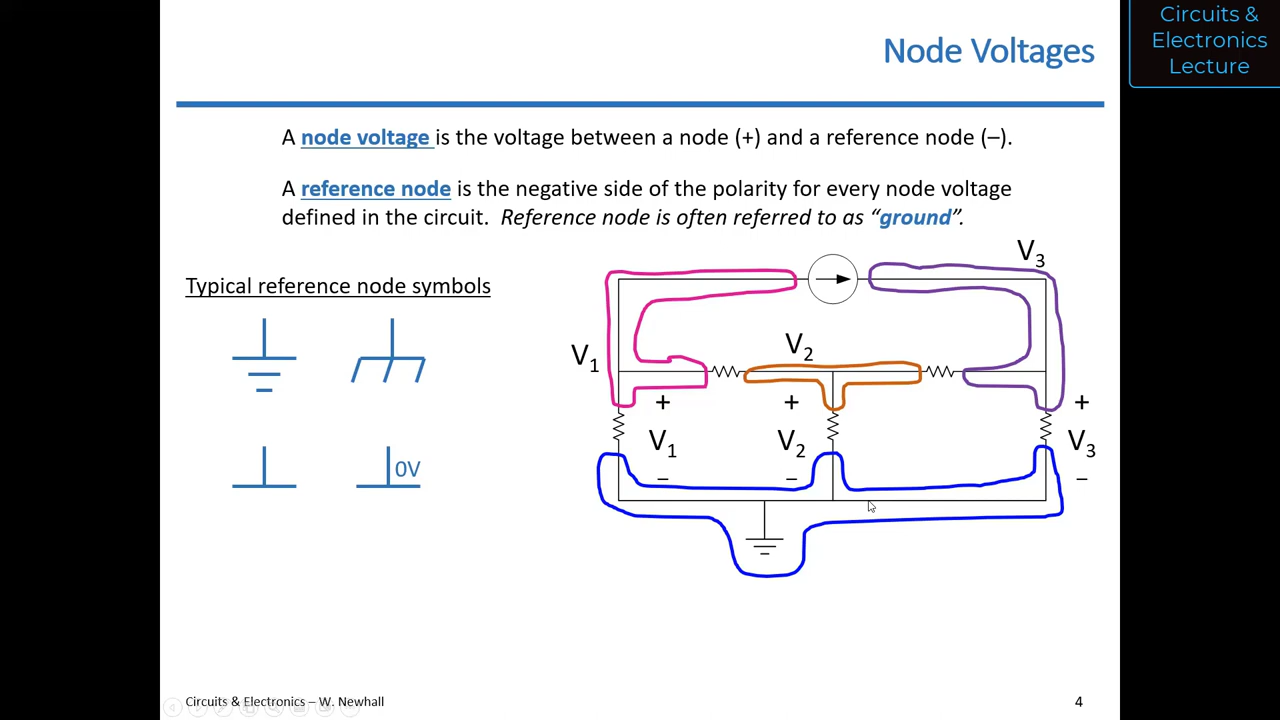 Circuits &
Electronics
Lecture
Node Voltages
A node voltage is the voltage between a node (+) and a reference node (–).
A reference node is the negative side of the polarity for every node voltage
defined in the circuit. Reference node is often referred to as “ground”.
Typical reference node symbols
0V
V3
V1
V2
+
+
+
V1
V2
V3
–
–
–
Circuits & Electronics – W. Newhall
4